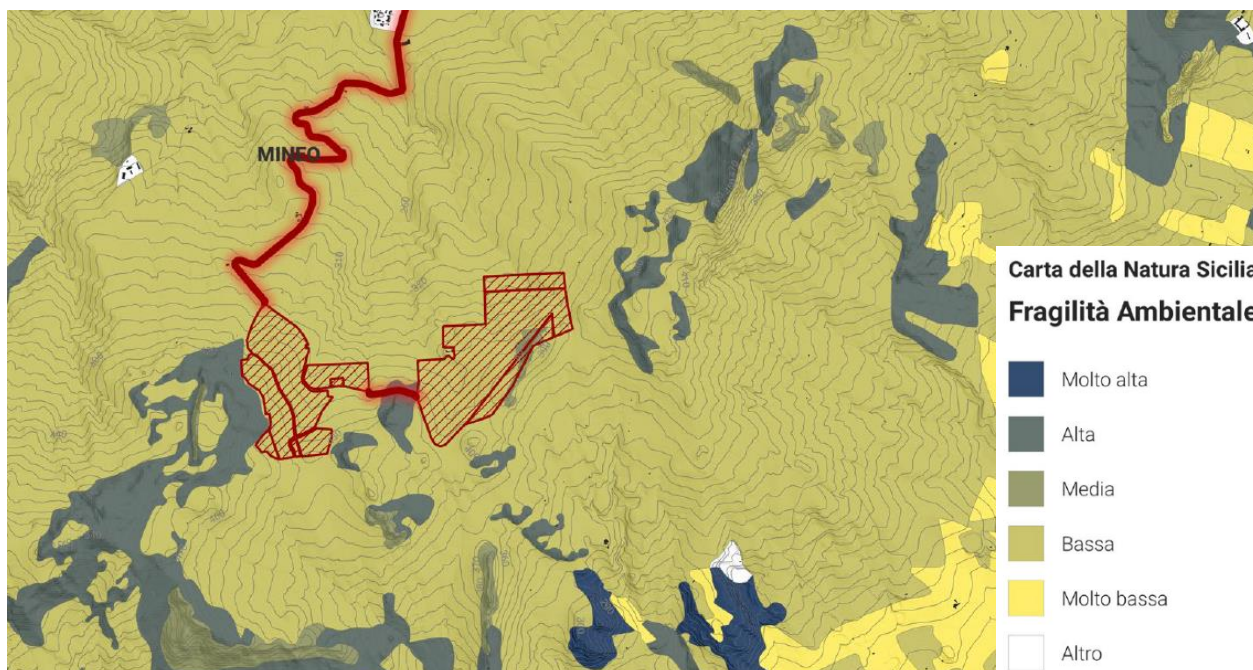 MINEO
Carta della Natura Sicilia
Fragilità Ambientale
Molto alta
Alta
Media
Bassa
Molto bassa
Altro